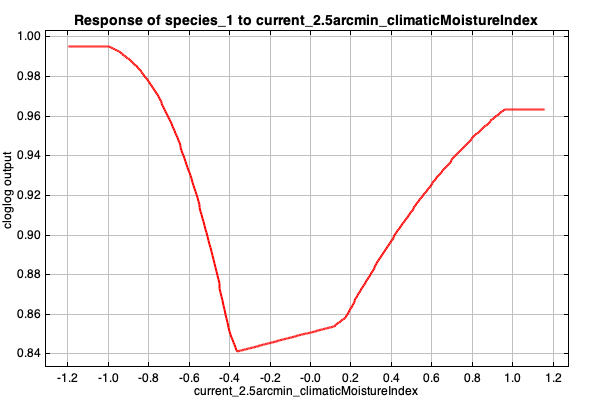 Response of species_1 to current_2.5arcmin_climaticMoistureIndex
1.00
0.98
0.96
0.94
0.92
0.90
0.88
0.86
0.84
cloglog output
-1.2 -1.0 -0.8 -0.6 -0.4 -0.2 -0.0 0.2 0.4 0.6 0.8 1.0 1.2
current_2.5arcmin_climaticMoistureIndex